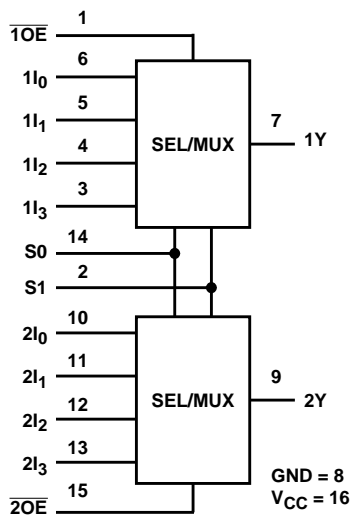 1OE 1
1I0 6
1I1 5
1I2 4
1I3 3
SEL/MUX
7
1Y
S0 14
S1 2
2I0 10
2I1 11
2I2 12
2I3 13
SEL/MUX
9
2Y
2OE 15
GND = 8
VCC = 16